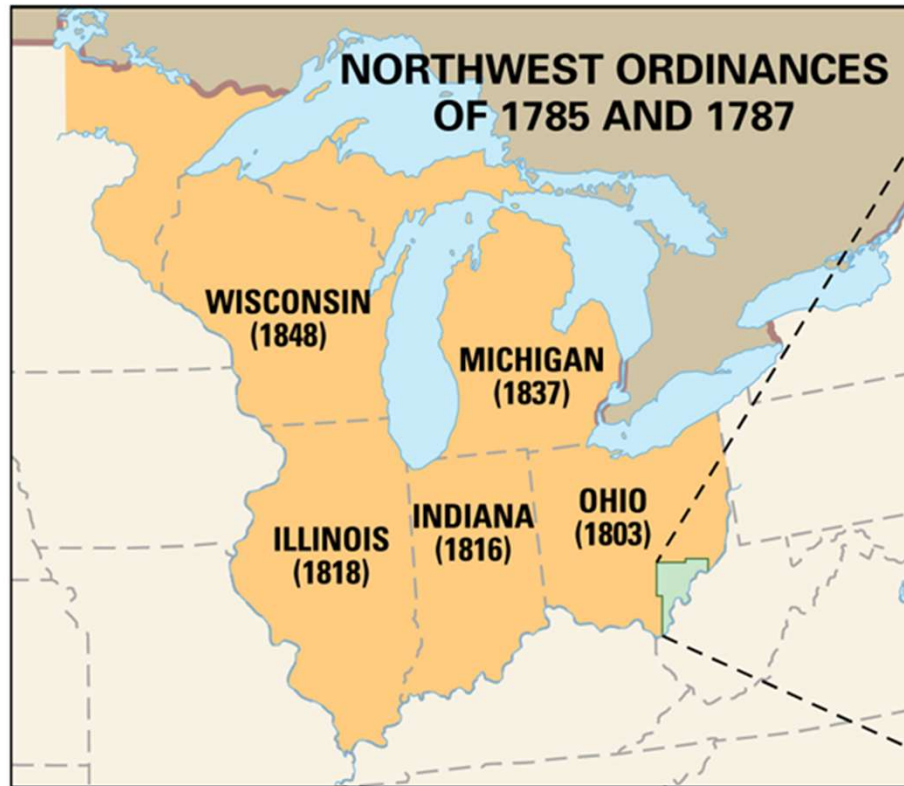 NORTHWEST ORDINANCES
OF 1785 AND 1787
WISCONSIN
(1848)
MICHIGAN
(1837)
ILLINOIS
(1818)
INDIANA
(1816)
OHIO
(1803)